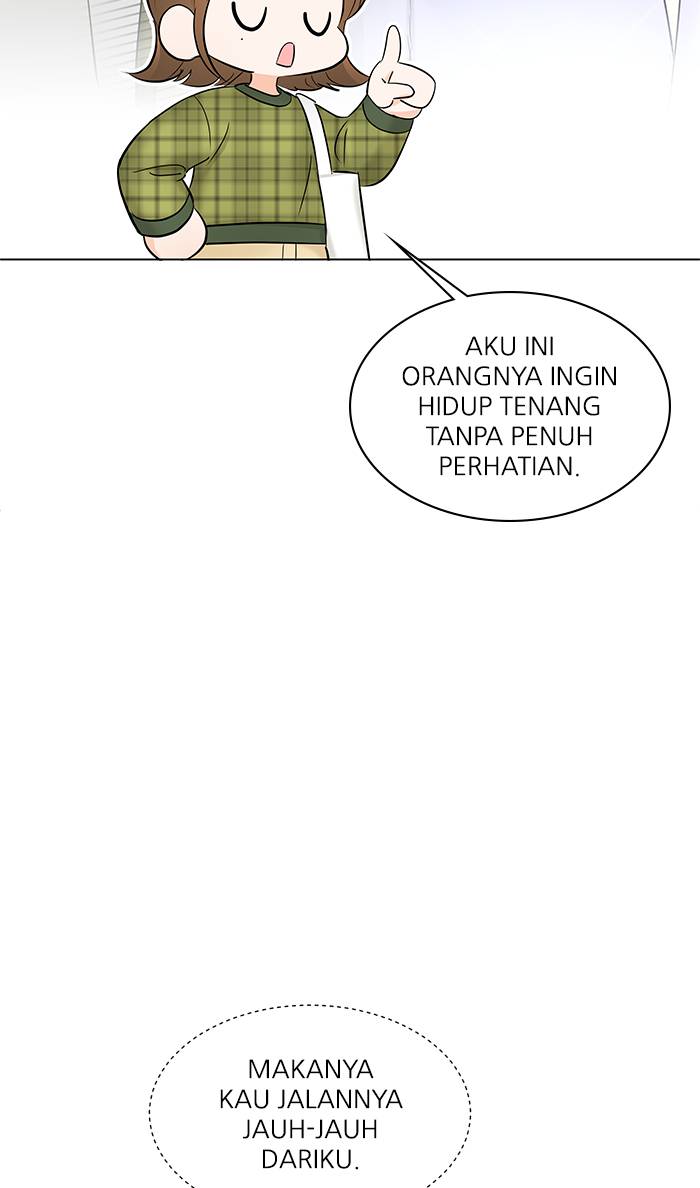 AKU INI
ORANGNYA INGIN
HIDUP TENANG
TANPA PENUH
PERHATIAN.
MAKANYA
KAU JALANNYA
JAUH-JAUH
DARIKU.